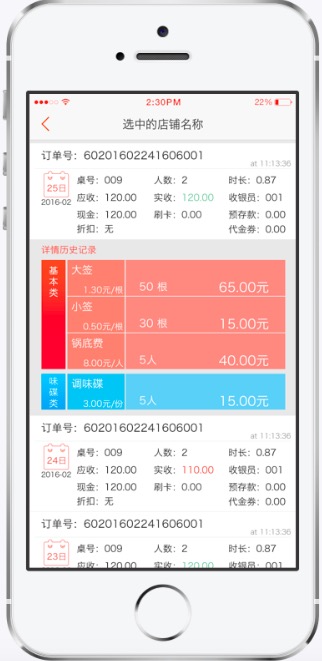 2:30PM 22%
选中的店铺名称
订单号：60201602241606001
at 11:13:36
25日 桌号：009 人数：2 时长：0.87
2016-02 应收：120.00 实收：120.00 收银员：001
现金：120.00 刷卡：0.00 预存款：0.00
折扣：无 代金券：0.00
详情历史记录
基本类
大签
1.30元/根 50 根 65.00元
小签
0.50元/根 30 根 15.00元
锅底费
8.00元/人 5人 40.00元
味碟类
调味碟
3.00元/份 5人 15.00元
订单号：60201602241606001
at 11:13:36
24日 桌号：009 人数：2 时长：0.87
2016-02 应收：120.00 实收：110.00 收银员：001
现金：120.00 刷卡：0.00 预存款：0.00
折扣：无 代金券：0.00
订单号：60201602241606001
at 11:13:36
23日 桌号：009 人数：2 时长：0.87
应收：120.00 实收：120.00 收银员：001